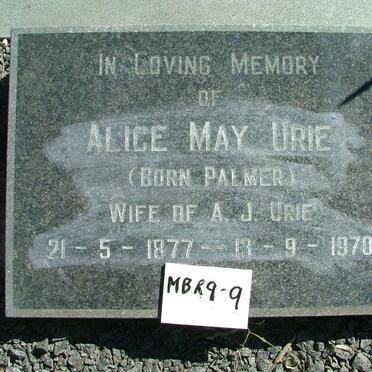 In Loving Memory
of
Alice May Urie
(Born Palmer)
Wife of A. J. Urie
21 - 5 - 1877 - 13 - 9 - 1970
MBR9-9